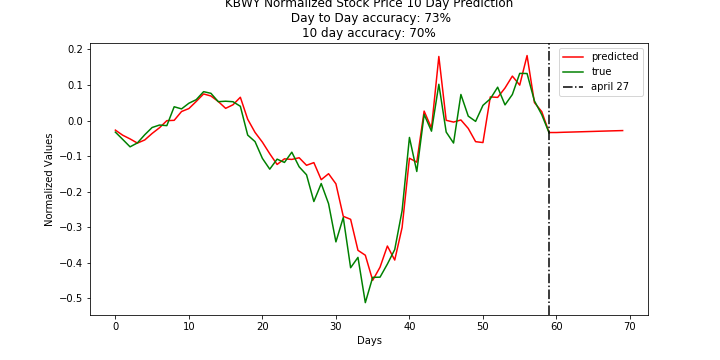 KBWY Normalized Stock Price 10 Day Prediction
Day to Day accuracy: 73%
10 day accuracy: 70%
0.2
0.1
0.0
−0.1
−0.2
−0.3
−0.4
−0.5
Normalized Values
predicted
true
april 27
0 10 20 30 40 50 60 70
Days